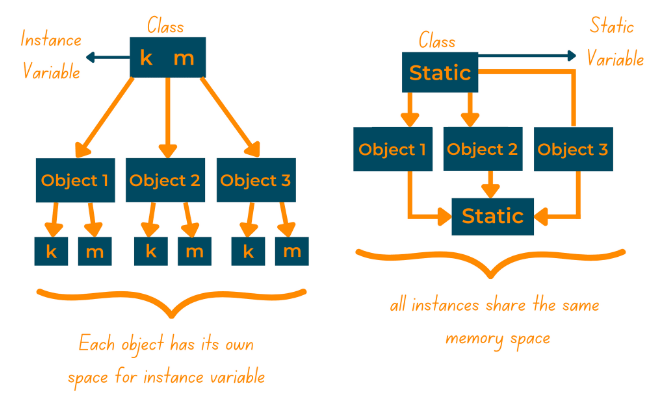 Class
Instance
Variable
k m
Object 1 Object 2 Object 3
k m k m k m
Each object has its own
space for instance variable
Static
Variable
Class
Static
Object 1 Object 2 Object 3
Static
all instances share the same
memory space